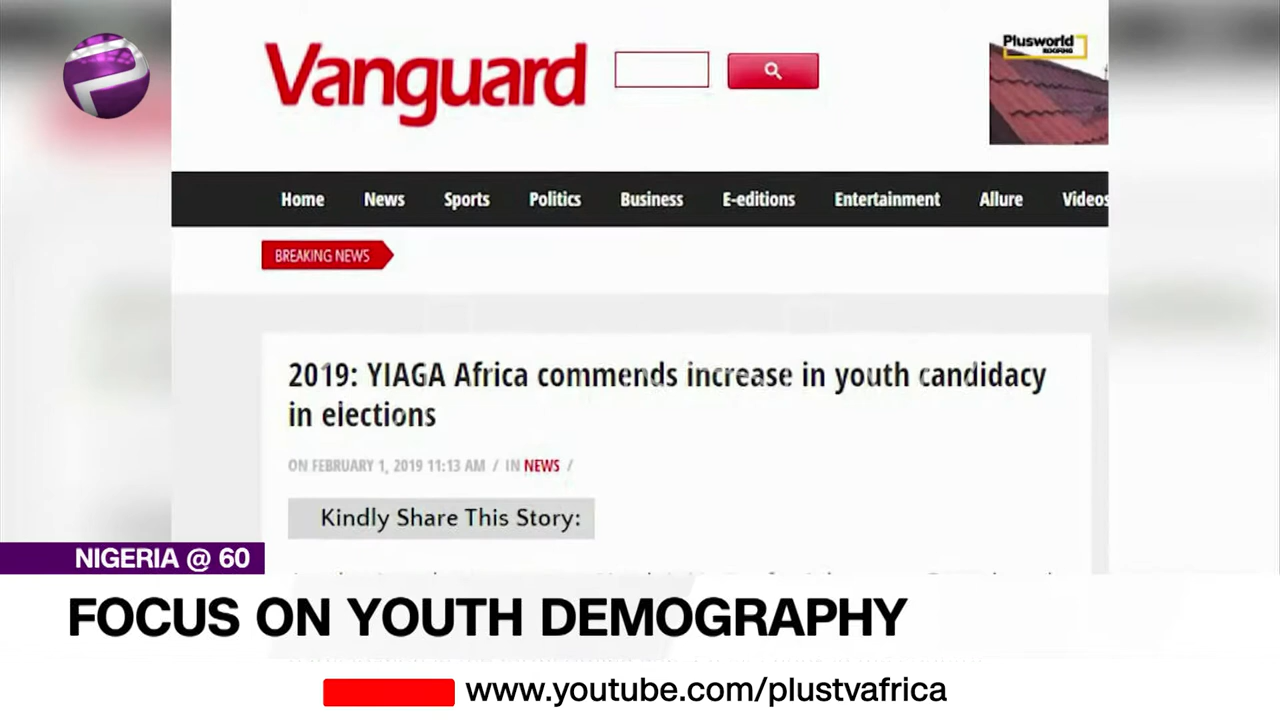 Vanguard
Plusworld
ROOFING
Home News Sports Politics Business E-editions Entertainment Allure Videos
BREAKING NEWS
2019: YIAGA Africa commends increase in youth candidacy
in elections
ON FEBRUARY 1, 2019 11:13 AM / IN NEWS /
Kindly Share This Story:
NIGERIA @ 60
FOCUS ON YOUTH DEMOGRAPHY
www.youtube.com/plustvafrica